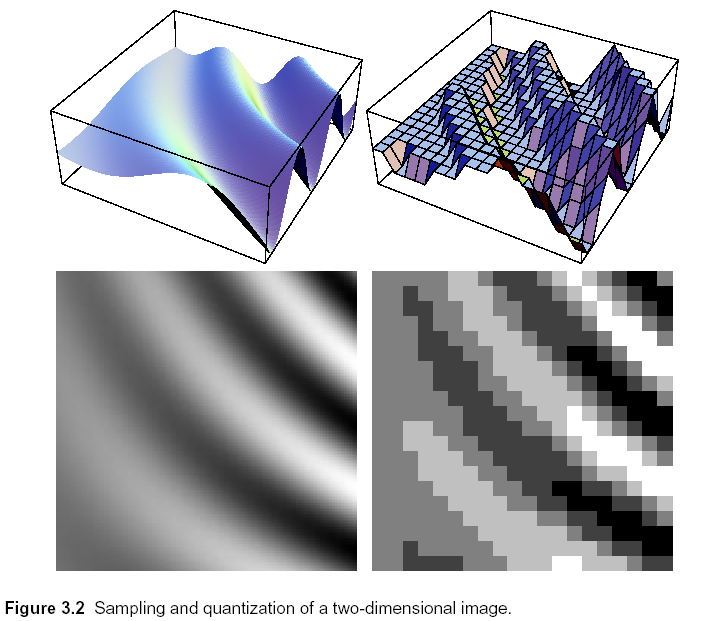 Figure 3.2 Sampling and quantization of a two-dimensional image.